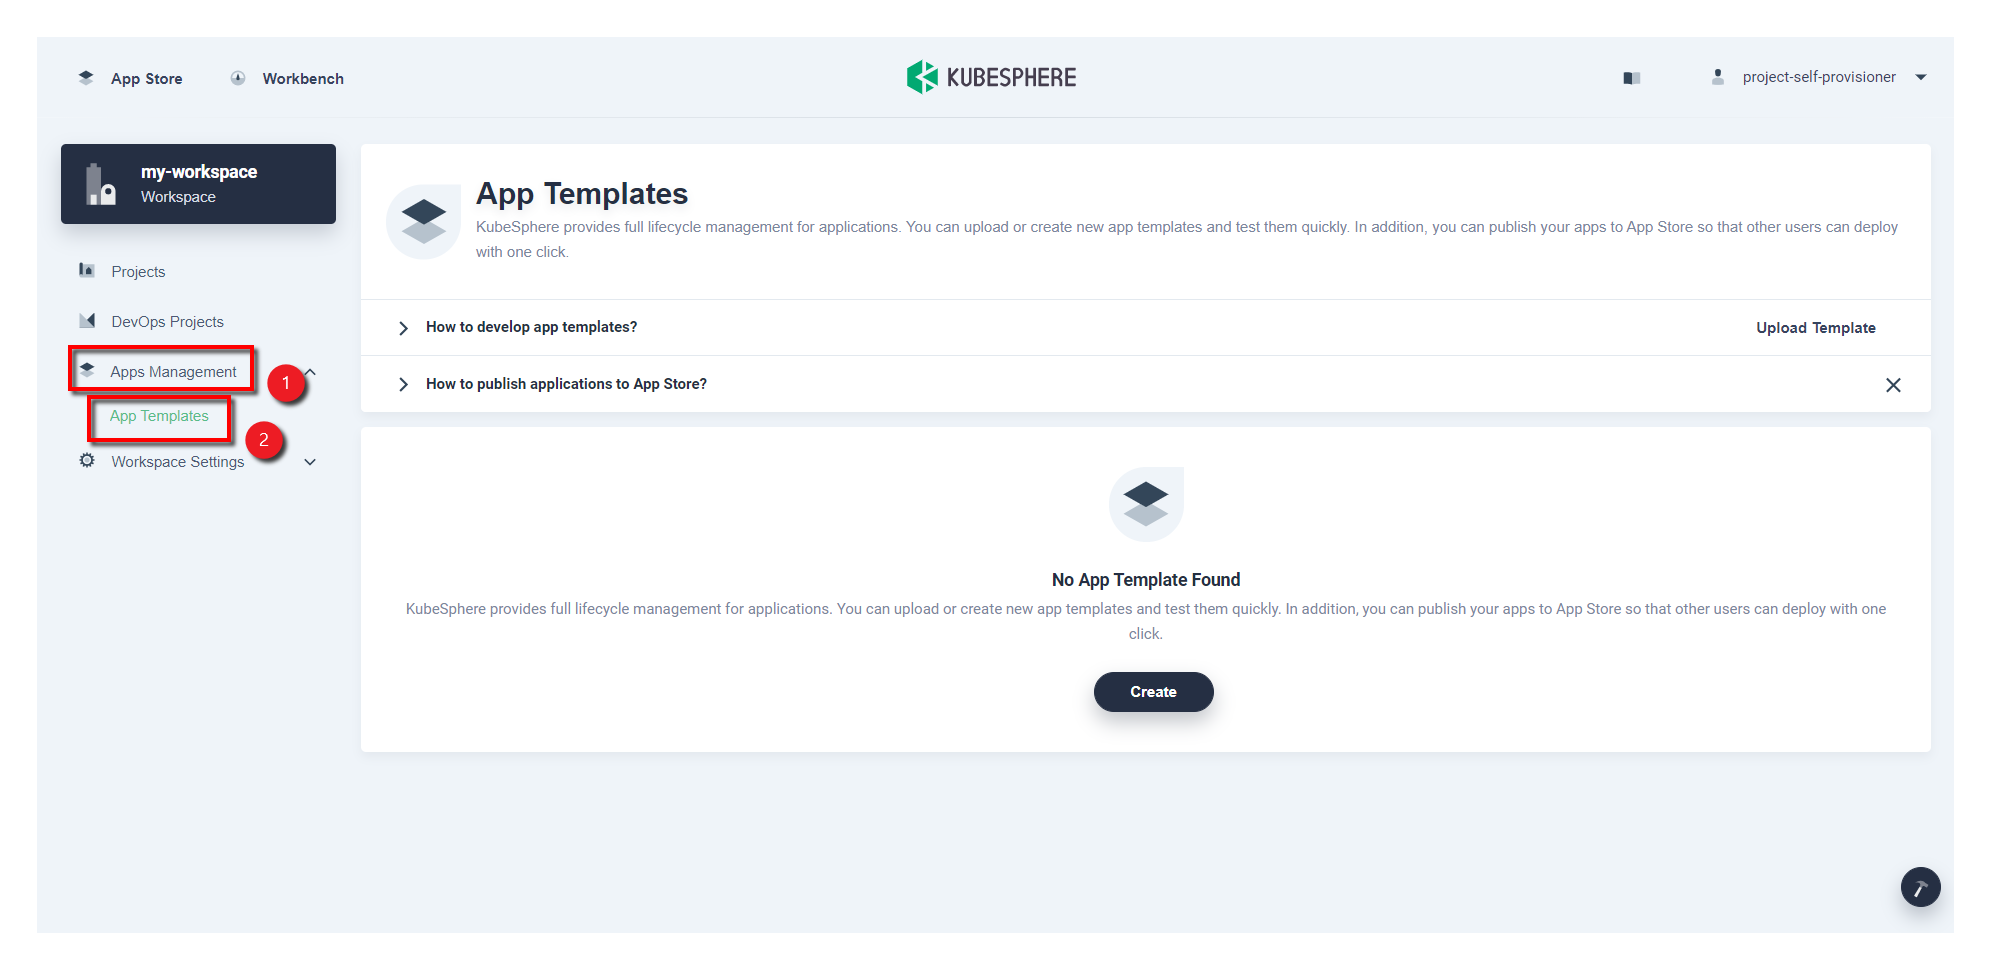 App Store
Workbench
KUBESPHERE
project-self-provisioner
my-workspace
Workspace
Projects
DevOps Projects
Apps Management
1
App Templates
2
Workspace Settings
App Templates
KubeSphere provides full lifecycle management for applications. You can upload or create new app templates and test them quickly. In addition, you can publish your apps to App Store so that other users can deploy
with one click.
How to develop app templates?
Upload Template
How to publish applications to App Store?
No App Template Found
KubeSphere provides full lifecycle management for applications. You can upload or create new app templates and test them quickly. In addition, you can publish your apps to App Store so that other users can deploy with one
click.
Create